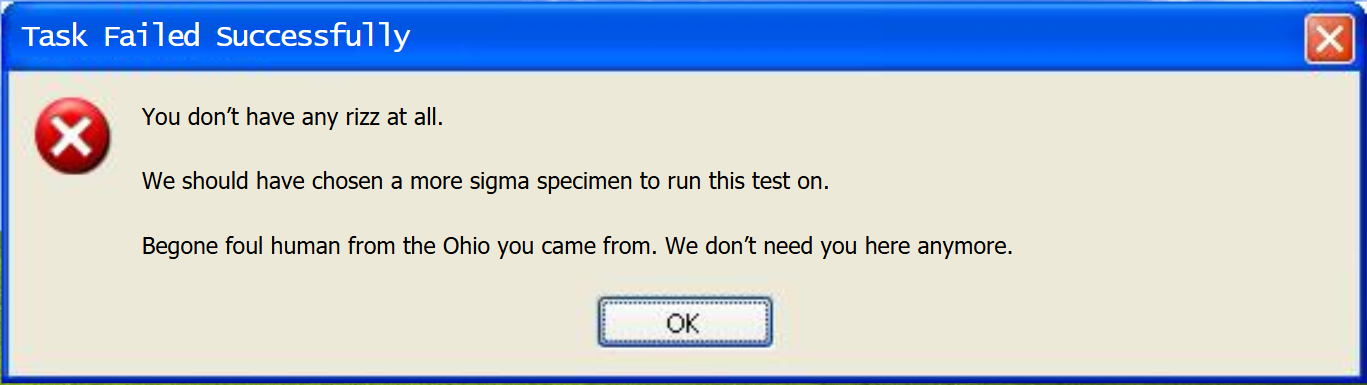 Task Failed Successfully
You don’t have any rizz at all.
We should have chosen a more sigma specimen to run this test on.
Begone foul human from the Ohio you came from. We don’t need you here anymore.
OK